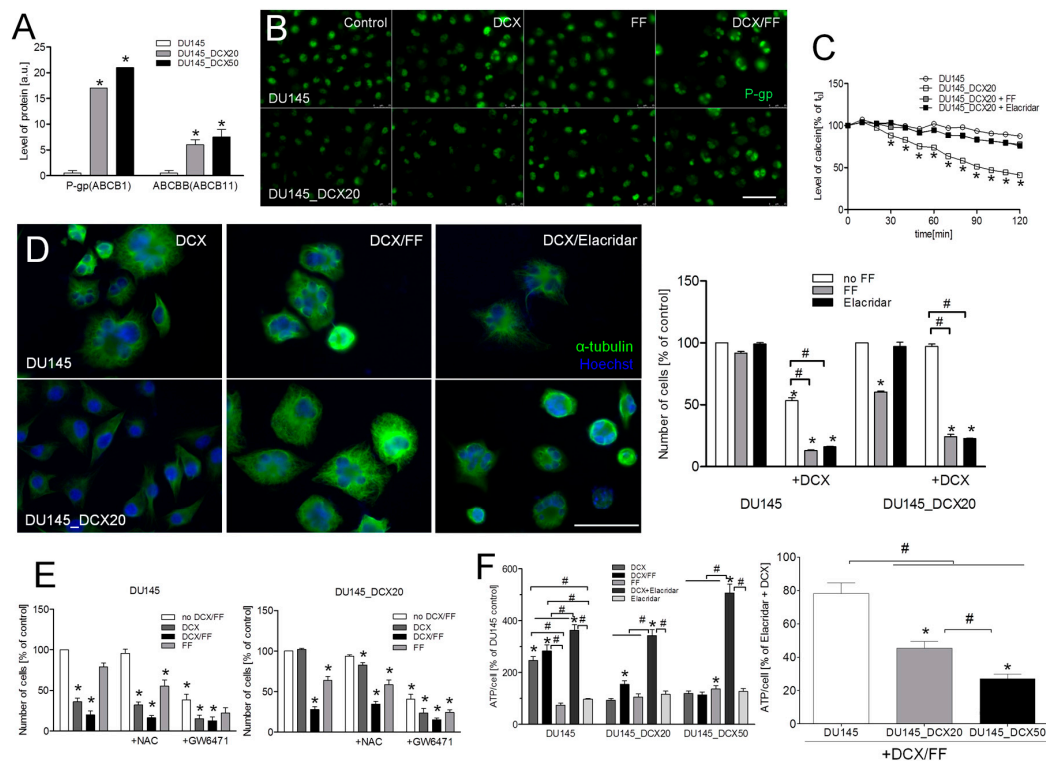 A
DU145
DU145_DCX20
DU145_DCX50
Level of protein [a.u.]
25
20
15
10
5
0
*
*
*
*
P-gp(ABCB1)
ABCBB(ABCB11)
B
Control
DCX
FF
DCX/FF
DU145
P-gp
DU145_DCX20
C
DU145
DU145_DCX20
DU145_DCX20 + FF
DU145_DCX20 + Elacridar
Level of calcein[% of t0]
150
100
50
0
* * * * * * * * * *
0 30 60 90 120
time[min]
D
DCX
DCX/FF
DCX/Elacridar
DU145
α-tubulin
Hoechst
DU145_DCX20
no FF
FF
Elacridar
Number of cells [% of control]
150
100
50
0
#
#
#
#
*
*
*
*
*
*
+DCX
+DCX
DU145
DU145_DCX20
E
DU145
no DCX/FF
DCX
DCX/FF
FF
Number of cells [% of control]
150
100
50
0
* * * * * * * * *
+NAC
+GW6471
DU145_DCX20
no DCX/FF
DCX
DCX/FF
FF
Number of cells [% of control]
150
100
50
0
* * * * * * * * *
+NAC
+GW6471
F
DCX
DCX/FF
FF
DCX+Elacridar
Elacridar
ATP/cell [% of DU145 control]
600
400
200
0
#
#
#
#
#
#
#
#
#
#
#
* * * * * * *
DU145
DU145_DCX20
DU145_DCX50
ATP/cell [% of Elacridar + DCX]
100
80
60
40
20
0
#
#
*
*
DU145
DU145_DCX20
DU145_DCX50
+DCX/FF